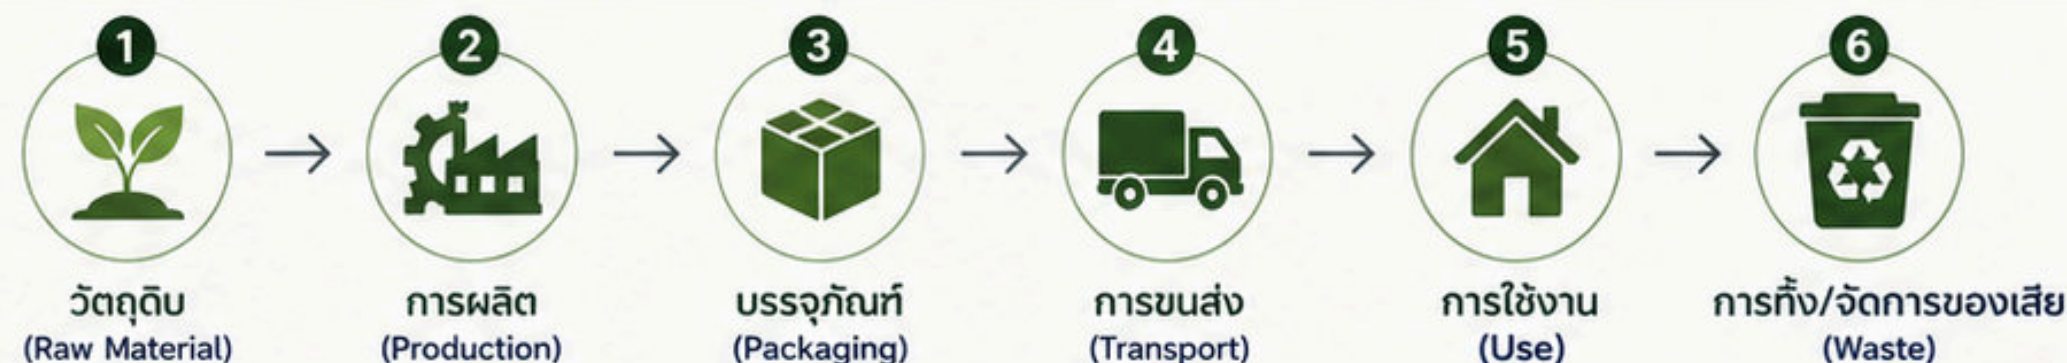 1
2
3
4
5
6
วัตถุดิบ
(Raw Material)
การผลิต
(Production)
บรรจุภัณฑ์
(Packaging)
การขนส่ง
(Transport)
การใช้งาน
(Use)
การทิ้ง/จัดการของเสีย
(Waste)